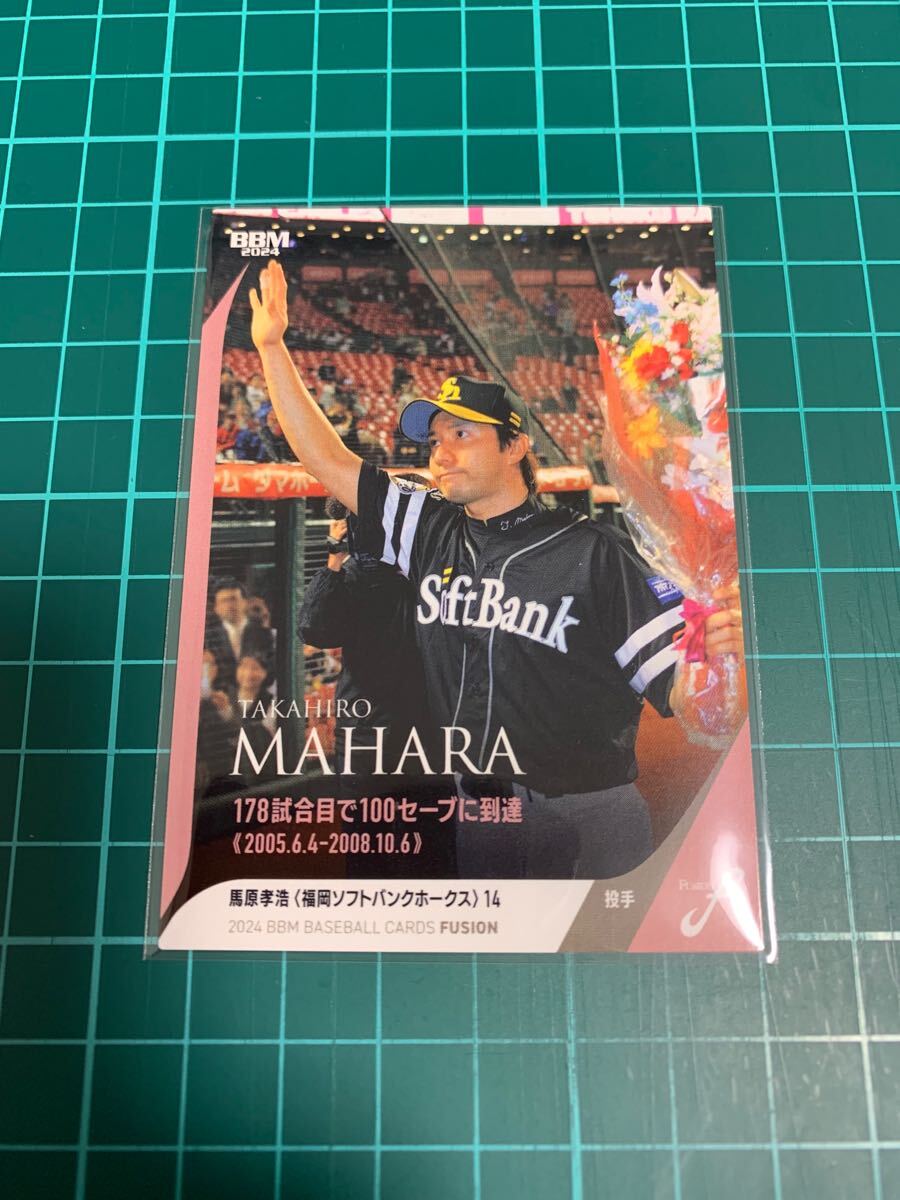 BBM
2024
SoftBank
TAKAHIRO
MAHARA
178試合目で100セーブに到達
《2005.6.4-2008.10.6》
馬原孝浩〈福岡ソフトバンクホークス〉14
投手
2024 BBM BASEBALL CARDS FUSION